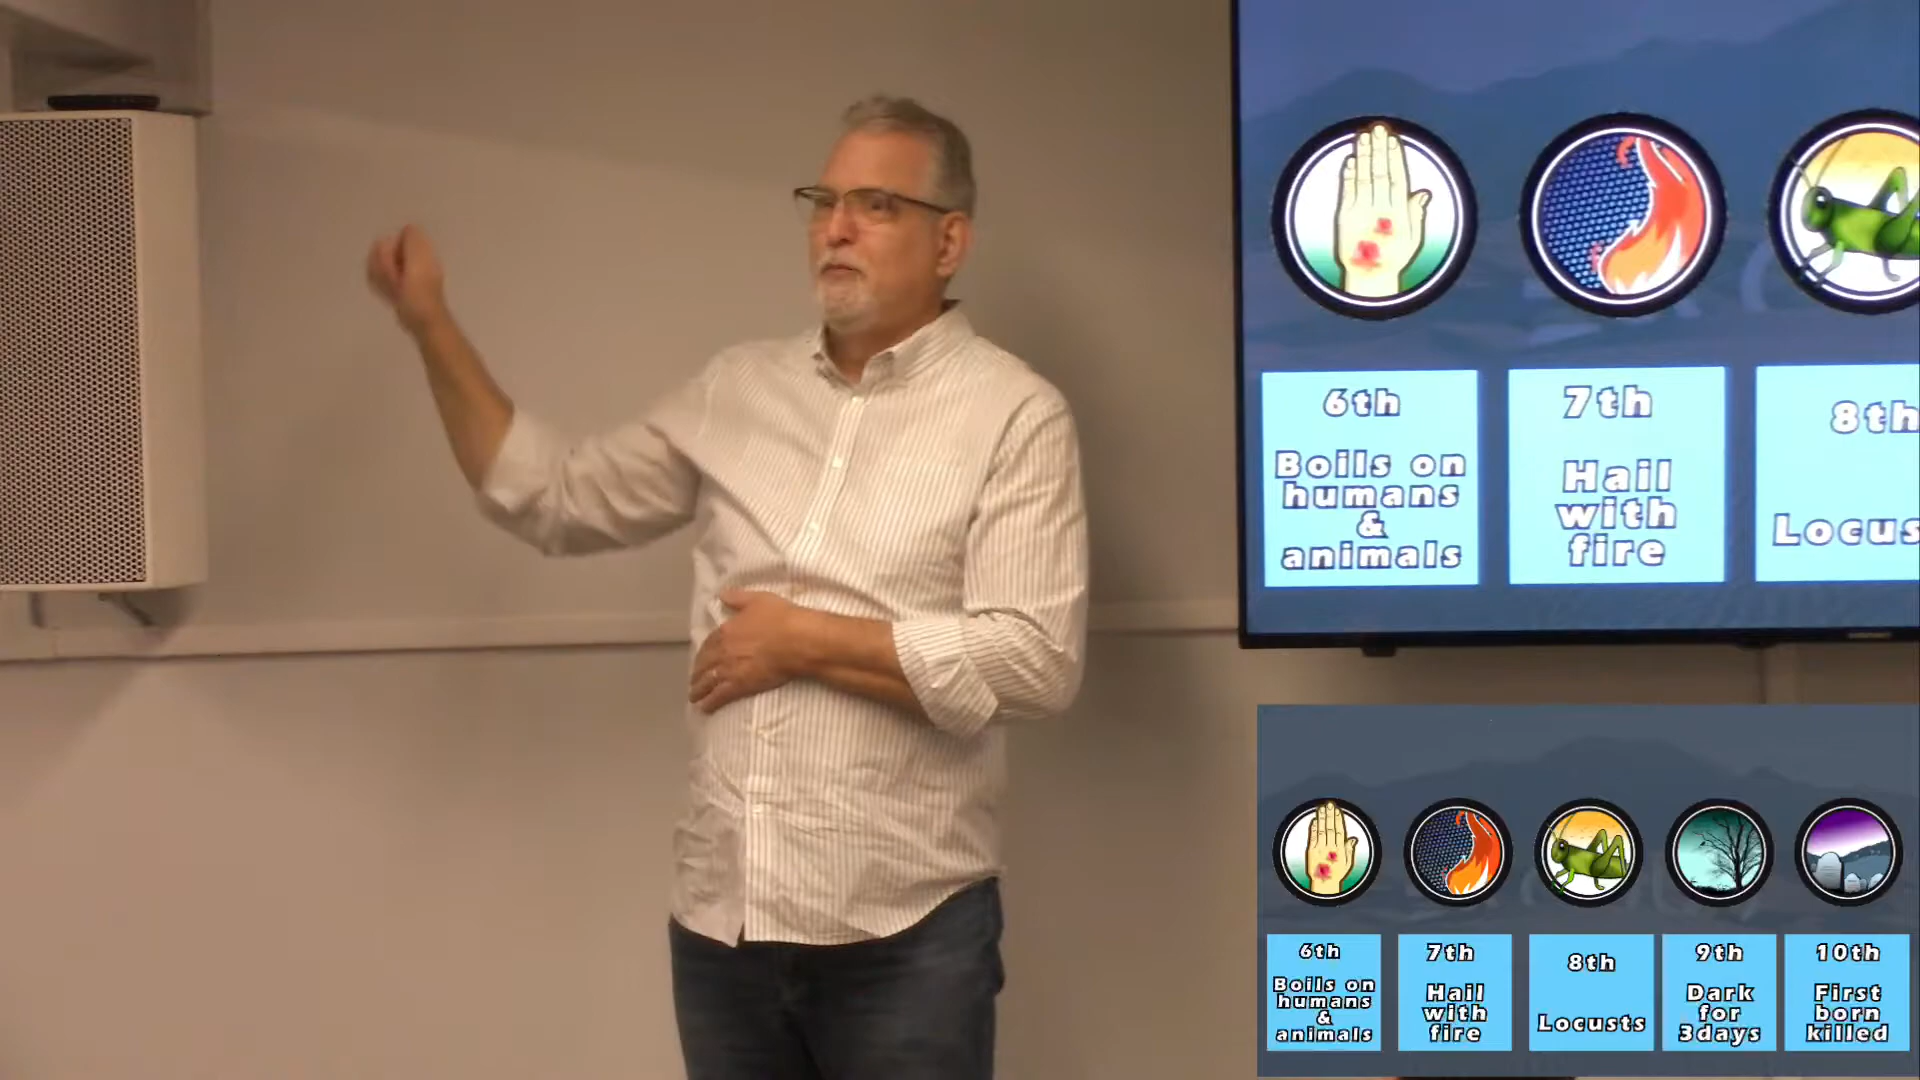 6th
Boils on
humans
&
animals
7th
Hail
with
fire
8th
Locus
6th
Boils on
humans
&
animals
7th
Hail
with
fire
8th
Locusts
9th
Dark
for
3days
10th
First
born
killed